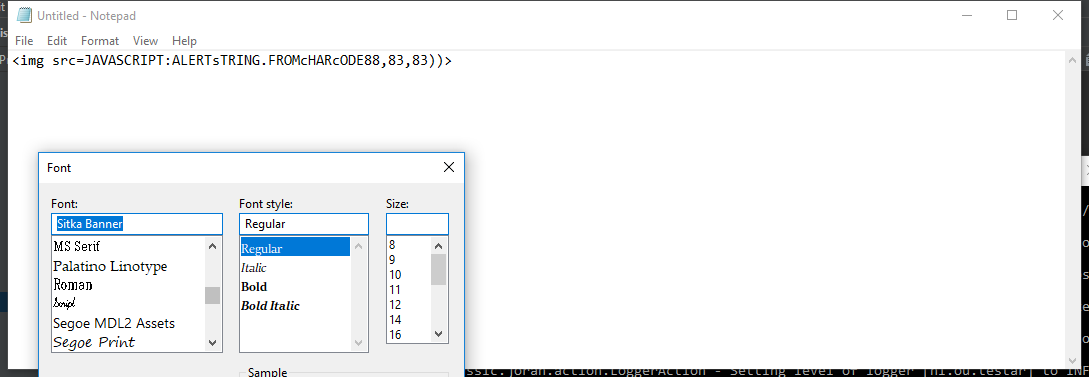 Untitled - Notepad
File Edit Format View Help
<img src=JAVASCRIPT:ALERTsTRING.FROMcHARcODE88,83,83))>
Font
Font: Font style: Size:
Sitka Banner Regular
MS Serif Regular 8
Palatino Linotype Italic 9
Roman Bold 10
Script Bold Italic 11
Segoe MDL2 Assets 12
Segoe Print 14
16
Sample
ssic.joran.action.LoggerAction - Setting level of logger [nl.ou.testar] to INF